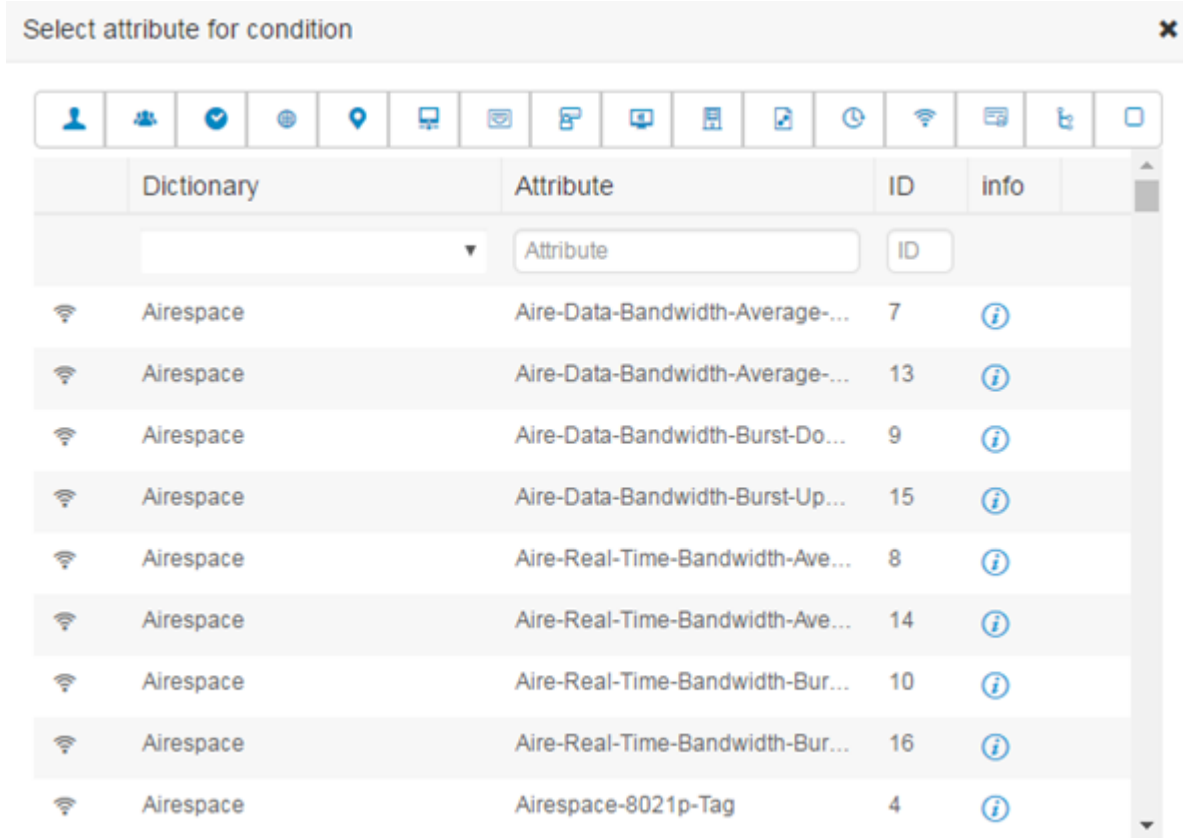 Select attribute for condition
Dictionary Attribute ID info
Attribute ID
Airespace Aire-Data-Bandwidth-Average-... 7
Airespace Aire-Data-Bandwidth-Average-... 13
Airespace Aire-Data-Bandwidth-Burst-Do... 9
Airespace Aire-Data-Bandwidth-Burst-Up... 15
Airespace Aire-Real-Time-Bandwidth-Ave... 8
Airespace Aire-Real-Time-Bandwidth-Ave... 14
Airespace Aire-Real-Time-Bandwidth-Bur... 10
Airespace Aire-Real-Time-Bandwidth-Bur... 16
Airespace Airespace-8021p-Tag 4